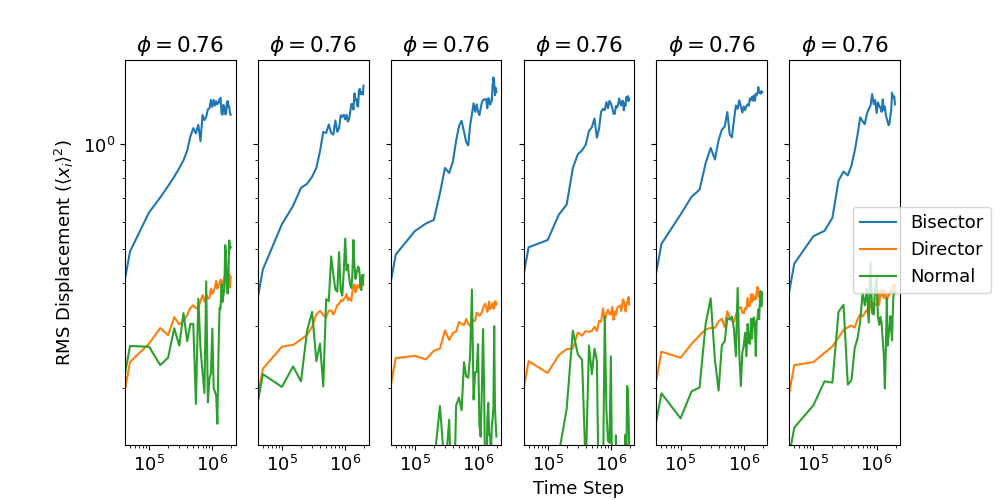 ϕ = 0.76 ϕ = 0.76 ϕ = 0.76 ϕ = 0.76 ϕ = 0.76 ϕ = 0.76
RMS Displacement (⟨x_i⟩²)
10⁰
Bisector
Director
Normal
10⁵ 10⁶ 10⁵ 10⁶ 10⁵ 10⁶ 10⁵ 10⁶ 10⁵ 10⁶ 10⁵ 10⁶
Time Step